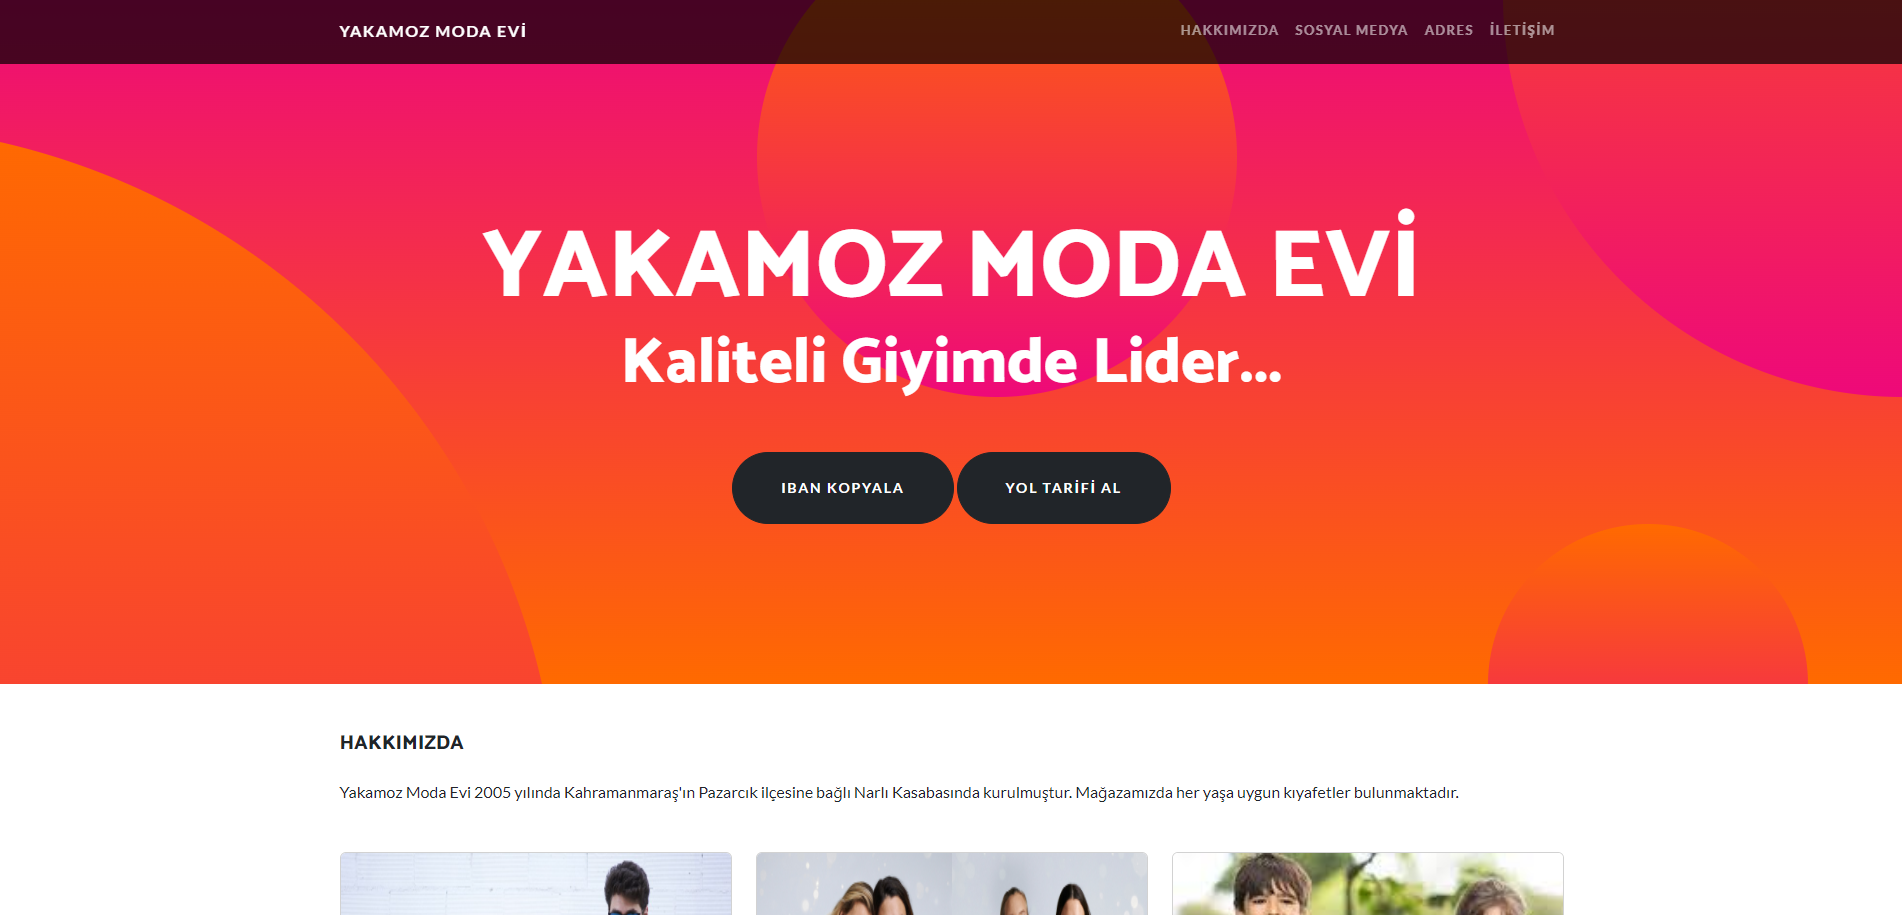 YAKAMOZ MODA EVİ
HAKKIMIZDA SOSYAL MEDYA ADRES İLETİŞİM
YAKAMOZ MODA EVİ
Kaliteli Giyimde Lider...
IBAN KOPYALA
YOL TARİFİ AL
HAKKIMIZDA
Yakamoz Moda Evi 2005 yılında Kahramanmaraş'ın Pazarcık ilçesine bağlı Narlı Kasabasında kurulmuştur. Mağazamızda her yaşa uygun kıyafetler bulunmaktadır.